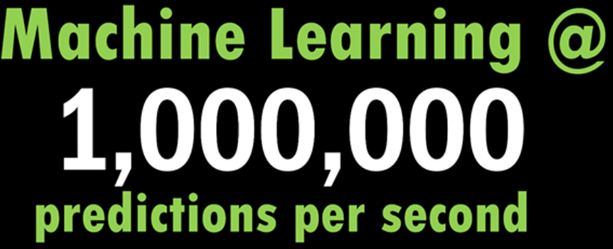 Machine Learning @
1,000,000
predictions per second